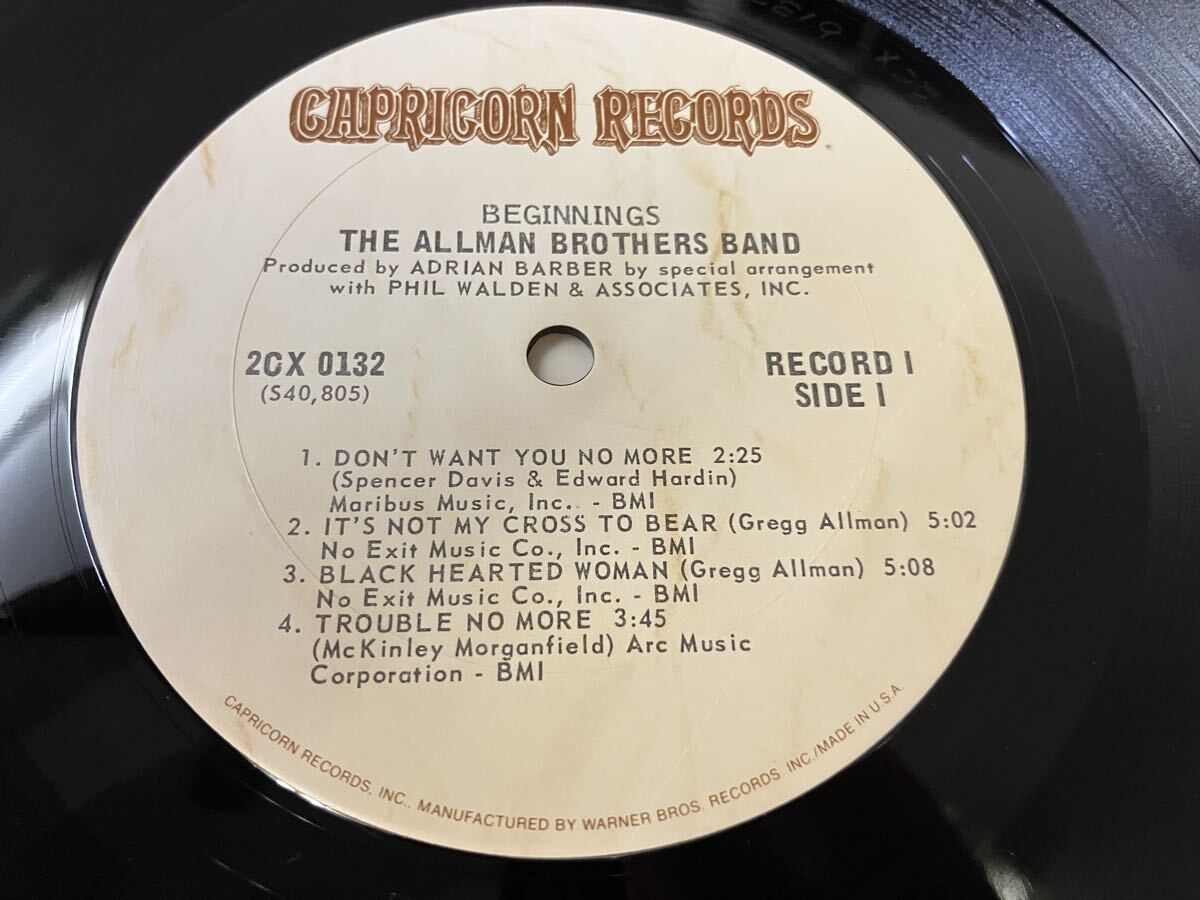 CAPRICORN RECORDS
BEGINNINGS
THE ALLMAN BROTHERS BAND
Produced by ADRIAN BARBER by special arrangement
with PHIL WALDEN & ASSOCIATES, INC.
2CX 0132
(S40,805)
RECORD 1
SIDE 1
1. DON'T WANT YOU NO MORE 2:25
(Spencer Davis & Edward Hardin)
Maribus Music, Inc. - BMI
2. IT'S NOT MY CROSS TO BEAR (Gregg Allman) 5:02
No Exit Music Co., Inc. - BMI
3. BLACK HEARTED WOMAN (Gregg Allman) 5:08
No Exit Music Co., Inc. - BMI
4. TROUBLE NO MORE 3:45
(McKinley Morganfield) Arc Music
Corporation - BMI
CAPRICORN RECORDS, INC., MANUFACTURED BY WARNER BROS. RECORDS INC./MADE IN U.S.A.